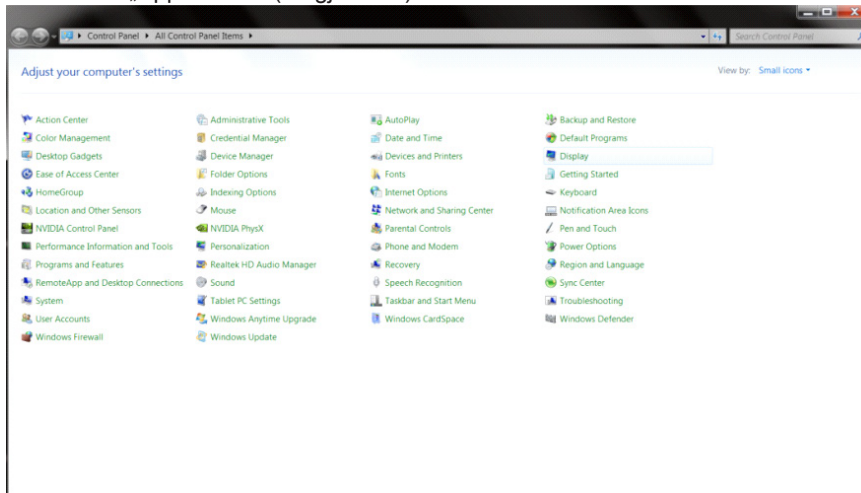 Control Panel ▸ All Control Panel Items ▸ Search Control Panel
Adjust your computer's settings View by: Small icons
Action Center Administrative Tools AutoPlay Backup and Restore
Color Management Credential Manager Date and Time Default Programs
Desktop Gadgets Device Manager Devices and Printers Display
Ease of Access Center Folder Options Fonts Getting Started
HomeGroup Indexing Options Internet Options Keyboard
Location and Other Sensors Mouse Network and Sharing Center Notification Area Icons
NVIDIA Control Panel NVIDIA PhysX Parental Controls Pen and Touch
Performance Information and Tools Personalization Phone and Modem Power Options
Programs and Features Realtek HD Audio Manager Recovery Region and Language
RemoteApp and Desktop Connections Sound Speech Recognition Sync Center
System Tablet PC Settings Taskbar and Start Menu Troubleshooting
User Accounts Windows Anytime Upgrade Windows CardSpace Windows Defender
Windows Firewall Windows Update